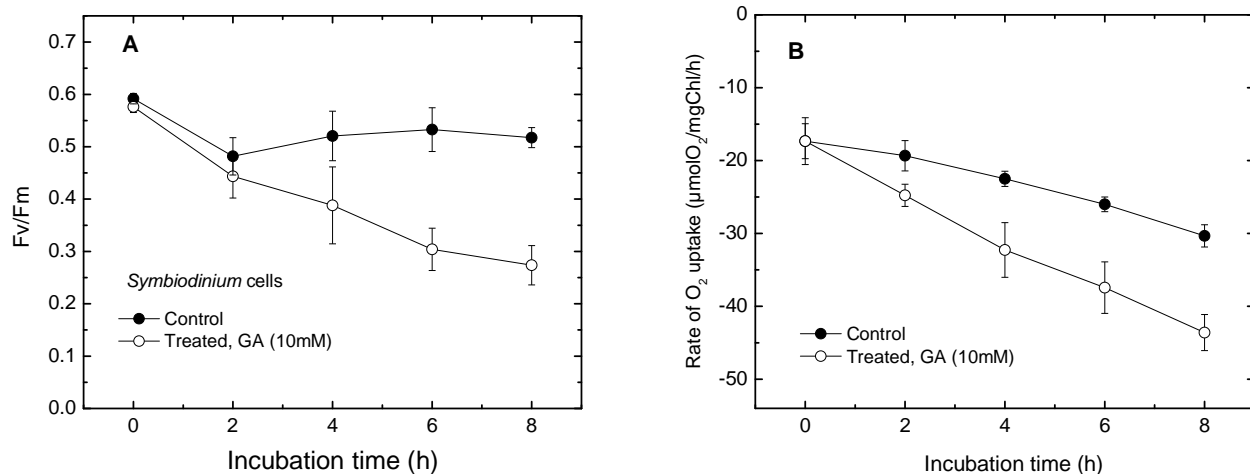 A
0.7
0.6
0.5
0.4
0.3
0.2
0.1
0.0
Fv/Fm
Symbiodinium cells
Control
Treated, GA (10mM)
0 2 4 6 8
Incubation time (h)
B
0
-10
-20
-30
-40
-50
Rate of O₂ uptake (µmolO₂/mgChl/h)
Control
Treated, GA (10mM)
0 2 4 6 8
Incubation time (h)